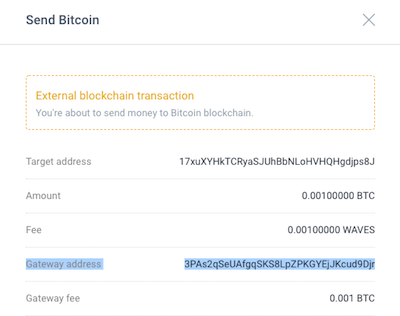 Send Bitcoin
External blockchain transaction
You're about to send money to Bitcoin blockchain.
Target address 17xuXYHkTCRyaSJUhBbNLoHVHQHgdjps8J
Amount 0.00100000 BTC
Fee 0.00100000 WAVES
Gateway address 3PAs2qSeUAfgqSKS8LpZPKGYEjJKcud9Djr
Gateway fee 0.001 BTC